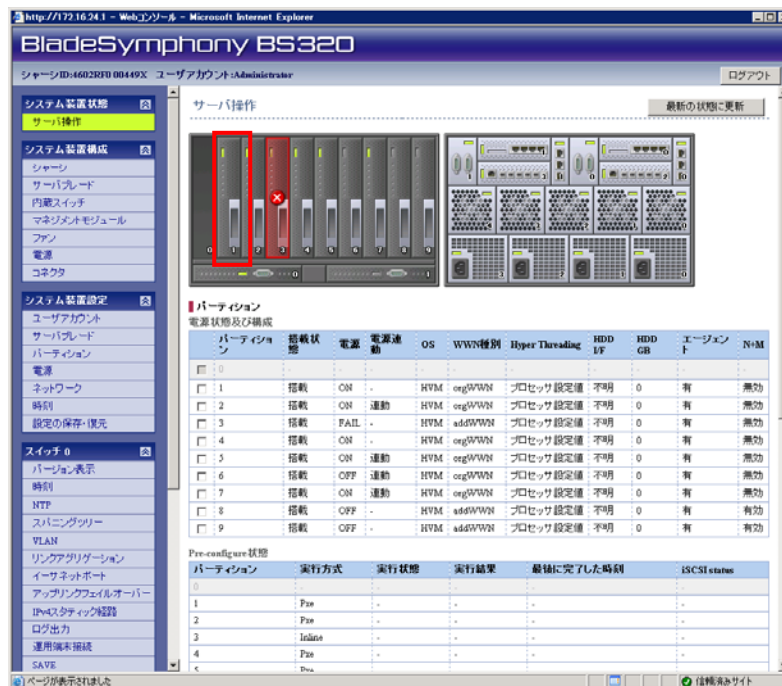 http://172.16.24.1 - Webコンソール - Microsoft Internet Explorer
BladeSymphony BS320
シャーシID:4602RF0 00449X ユーザアカウント:Administrator
ログアウト
システム装置状態
サーバ操作
システム装置構成
シャーシ
サーバブレード
内蔵スイッチ
マネジメントモジュール
ファン
電源
コネクタ
システム装置設定
ユーザアカウント
サーバブレード
パーティション
電源
ネットワーク
時刻
設定の保存・復元
スイッチ 0
バージョン表示
時刻
NTP
スパニングツリー
VLAN
リンクアグリゲーション
イーサネットポート
アップリンクフェイルオーバー
IPv4スタティック経路
ログ出力
運用端末接続
SAVE
サーバ操作
最新の状態に更新
0 1 2 3 4 5 6 7 8 9
パーティション
電源状態及び構成
パーティション 搭載状態 電源 電源連動 OS WWN種別 Hyper Threading HDD I/F HDD GB エージェント N+M
0 - - - - - - - - - -
1 搭載 ON - HVM orgWWN プロセッサ設定値 不明 0 有 無効
2 搭載 ON 連動 HVM orgWWN プロセッサ設定値 不明 0 有 無効
3 搭載 FAIL - HVM addWWN プロセッサ設定値 不明 0 有 無効
4 搭載 ON - HVM orgWWN プロセッサ設定値 不明 0 有 無効
5 搭載 ON 連動 HVM orgWWN プロセッサ設定値 不明 0 有 無効
6 搭載 OFF 連動 HVM orgWWN プロセッサ設定値 不明 0 有 無効
7 搭載 ON 連動 HVM orgWWN プロセッサ設定値 不明 0 有 無効
8 搭載 OFF - HVM addWWN プロセッサ設定値 不明 0 有 有効
9 搭載 OFF - HVM addWWN プロセッサ設定値 不明 0 有 有効
Pre-configure状態
パーティション 実行方式 実行状態 実行結果 最後に完了した時刻 iSCSI status
0 - - - - -
1 Pxe - - - -
2 Pxe - - - -
3 Inline - - - -
4 Pxe - - - -
ページが表示されました
信頼済みサイト